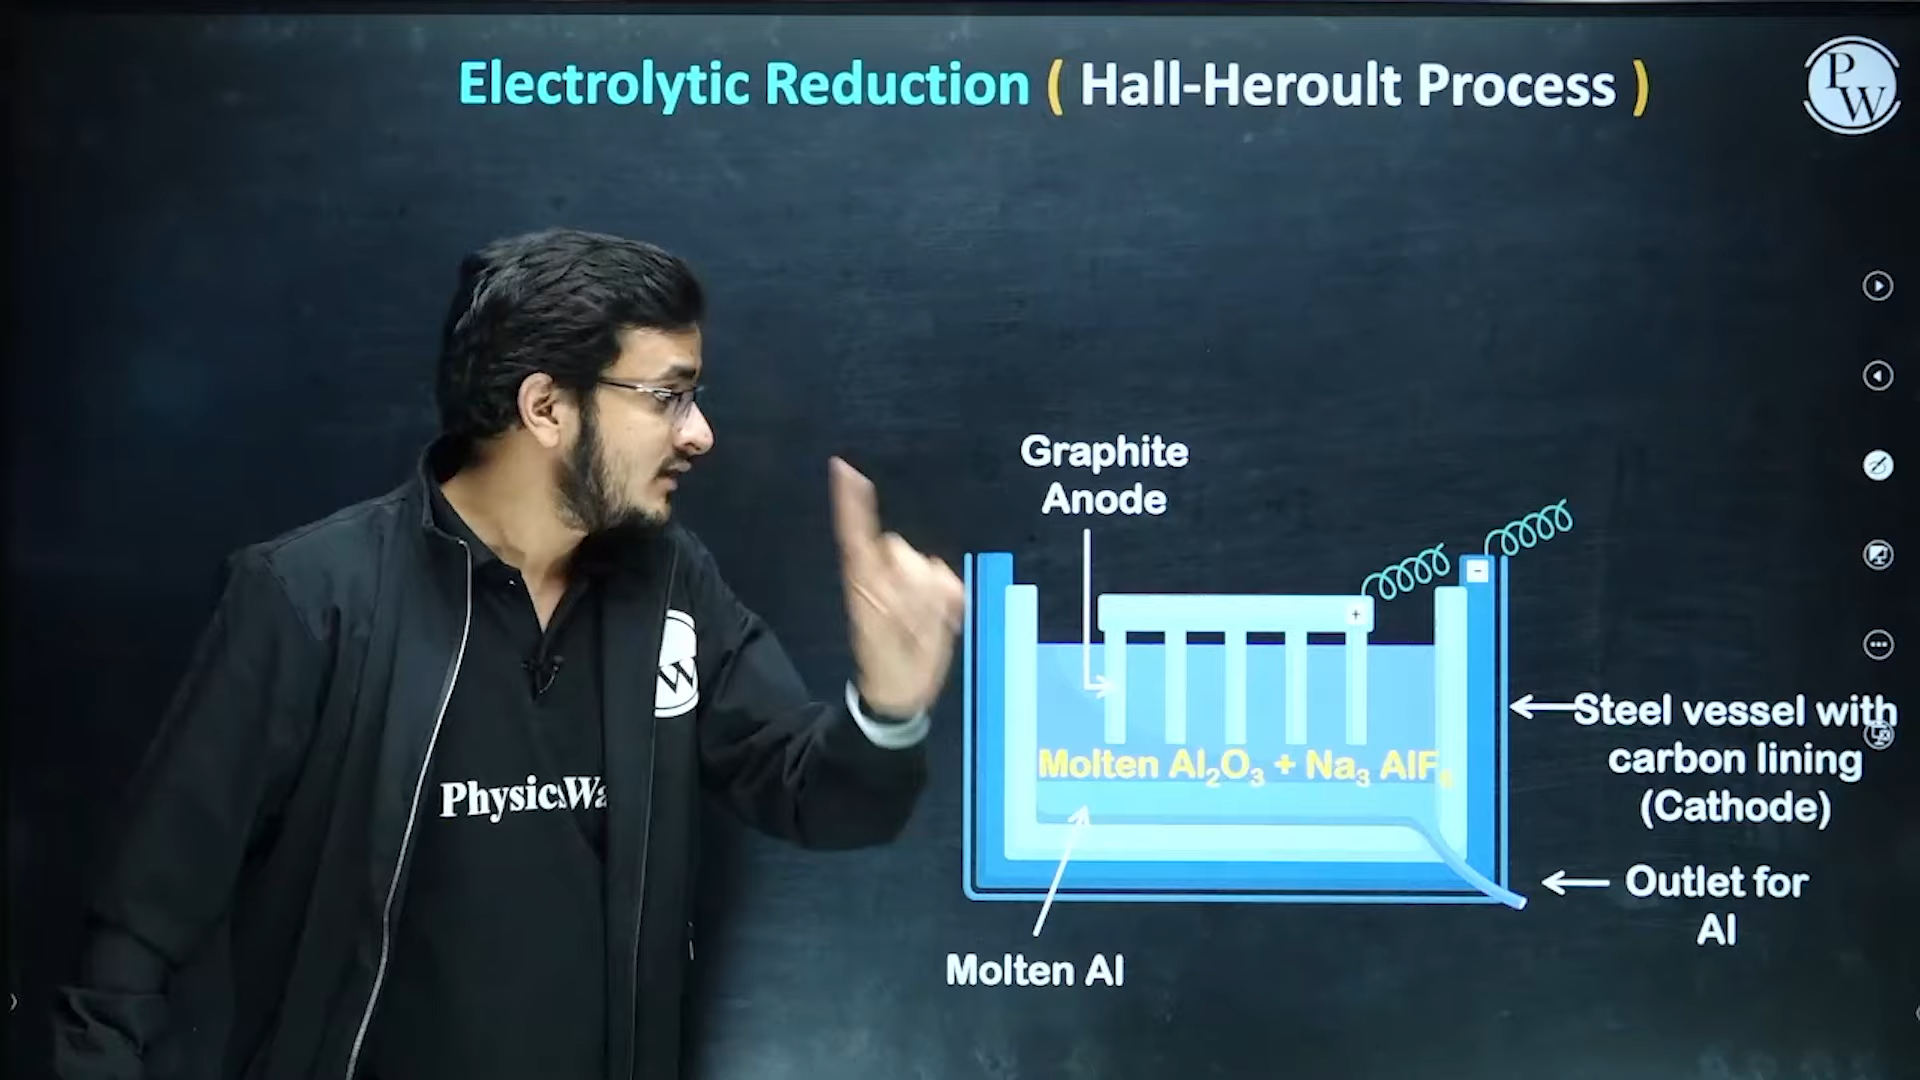 Electrolytic Reduction ( Hall-Heroult Process )
P
W
Graphite
Anode
+
-
Steel vessel with
carbon lining
(Cathode)
Molten Al₂O₃ + Na₃ AlF₆
Outlet for
Al
Molten Al
W
PhysicsWa